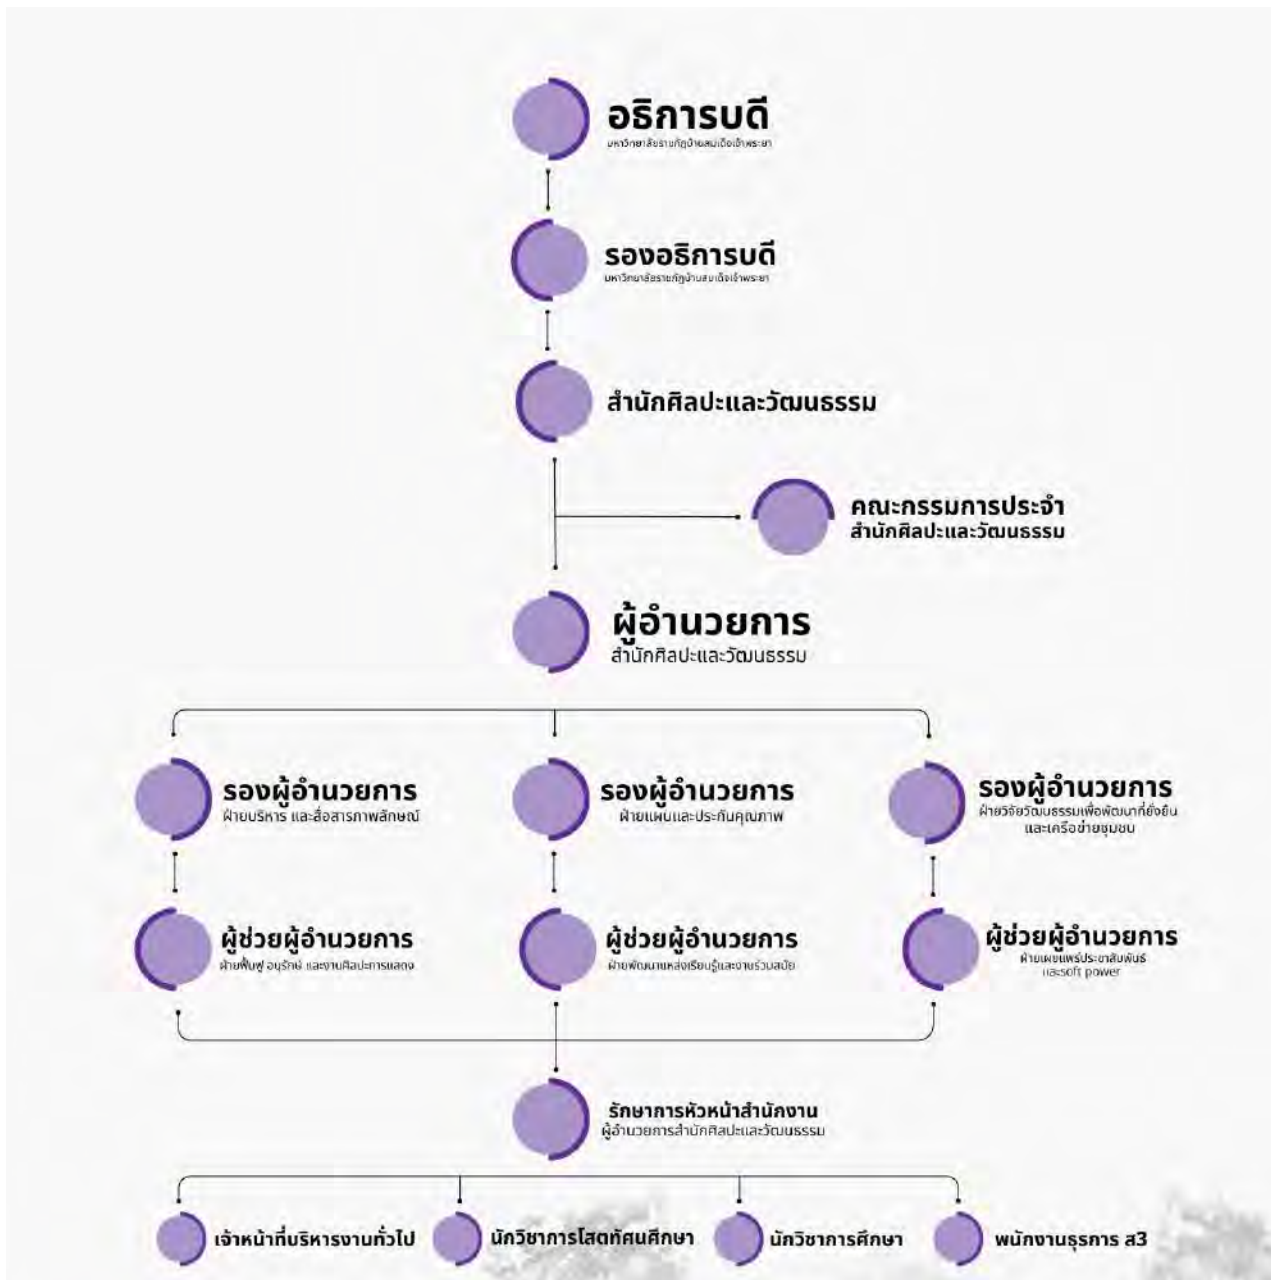 อธิการบดี
มหาวิทยาลัยราชภัฏบ้านสมเด็จเจ้าพระยา
รองอธิการบดี
มหาวิทยาลัยราชภัฏบ้านสมเด็จเจ้าพระยา
สำนักศิลปะและวัฒนธรรม
คณะกรรมการประจำ
สำนักศิลปะและวัฒนธรรม
ผู้อำนวยการ
สำนักศิลปะและวัฒนธรรม
รองผู้อำนวยการ
ฝ่ายบริหาร และสื่อสารภาพลักษณ์
รองผู้อำนวยการ
ฝ่ายแผนและประกันคุณภาพ
รองผู้อำนวยการ
ฝ่ายวิจัยวัฒนธรรมเพื่อพัฒนาที่ยั่งยืน
และเครือข่ายชุมชน
ผู้ช่วยผู้อำนวยการ
ฝ่ายฟื้นฟู อนุรักษ์ และงานศิลปะการแสดง
ผู้ช่วยผู้อำนวยการ
ฝ่ายพัฒนาแหล่งเรียนรู้และงานร่วมสมัย
ผู้ช่วยผู้อำนวยการ
ฝ่ายเผยแพร่ประชาสัมพันธ์
และsoft power
รักษาการหัวหน้าสำนักงาน
ผู้อำนวยการสำนักศิลปะและวัฒนธรรม
เจ้าหน้าที่บริหารงานทั่วไป
นักวิชาการโสตทัศนศึกษา
นักวิชาการศึกษา
พนักงานธุรการ ส3